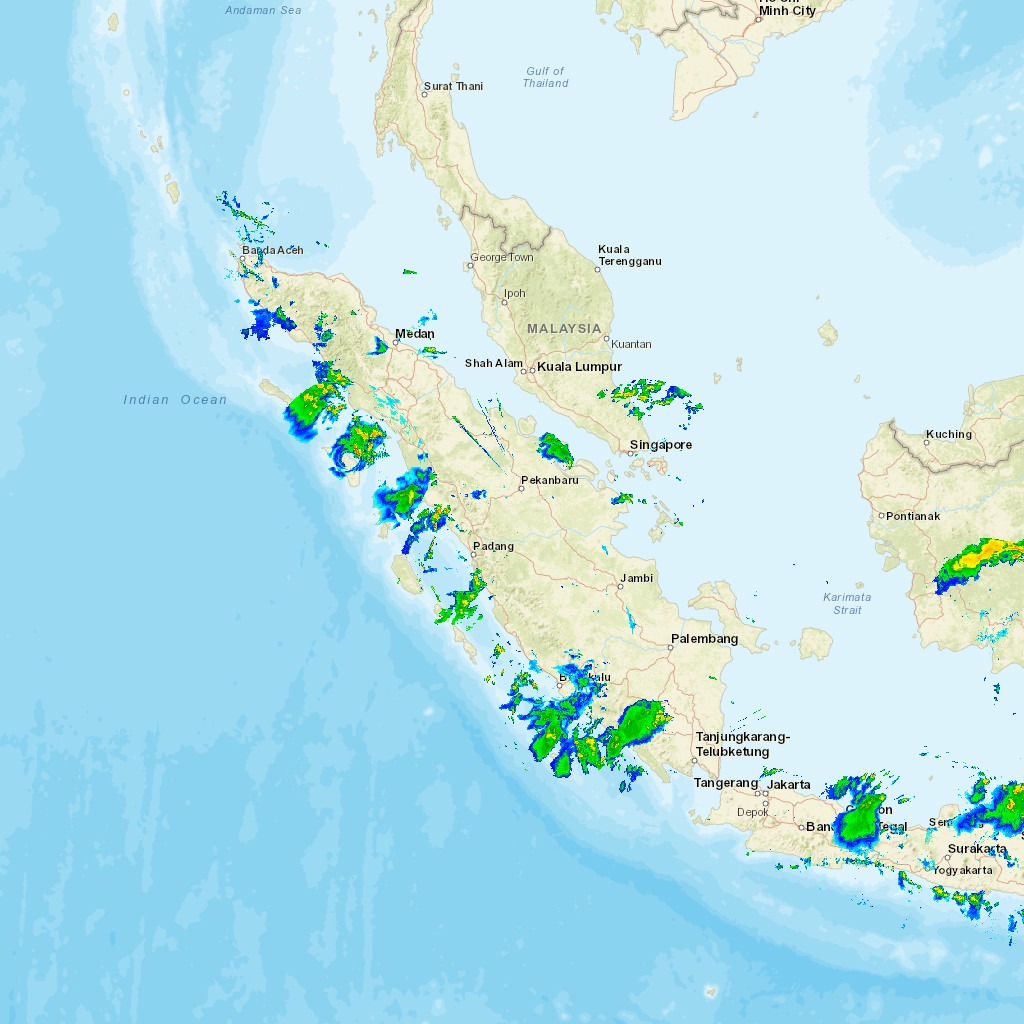 Andaman Sea
Minh City
Gulf of
Thailand
Surat Thani
Banda Aceh
George Town
Kuala
Terengganu
Ipoh
MALAYSIA
Medan
Kuantan
Shah Alam
Kuala Lumpur
Indian Ocean
Singapore
Kuching
Pekanbaru
Pontianak
Padang
Jambi
Karimata
Strait
Palembang
Tanjungkarang-
Telubketung
Tangerang
Jakarta
Depok
Surakarta
Yogyakarta